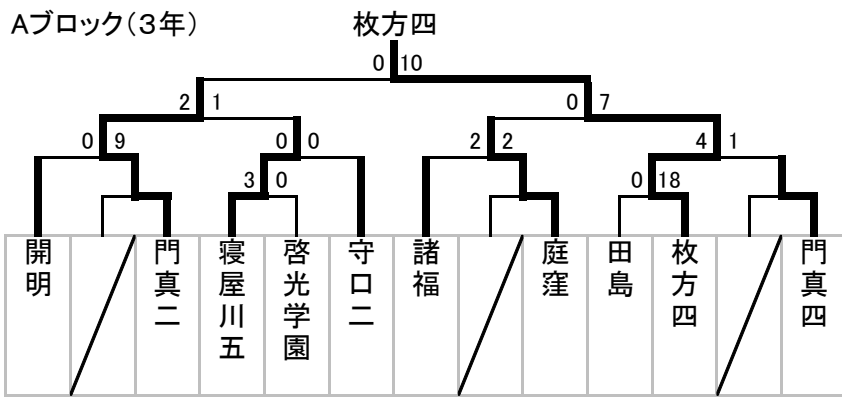 Aブロック(3年)
枚方四
0 10
2 1
0 7
0 9
0 0
2 2
4 1
3 0
0 18
開明
門真二
寝屋川五
啓光学園
守口二
諸福
庭窪
田島
枚方四
門真四